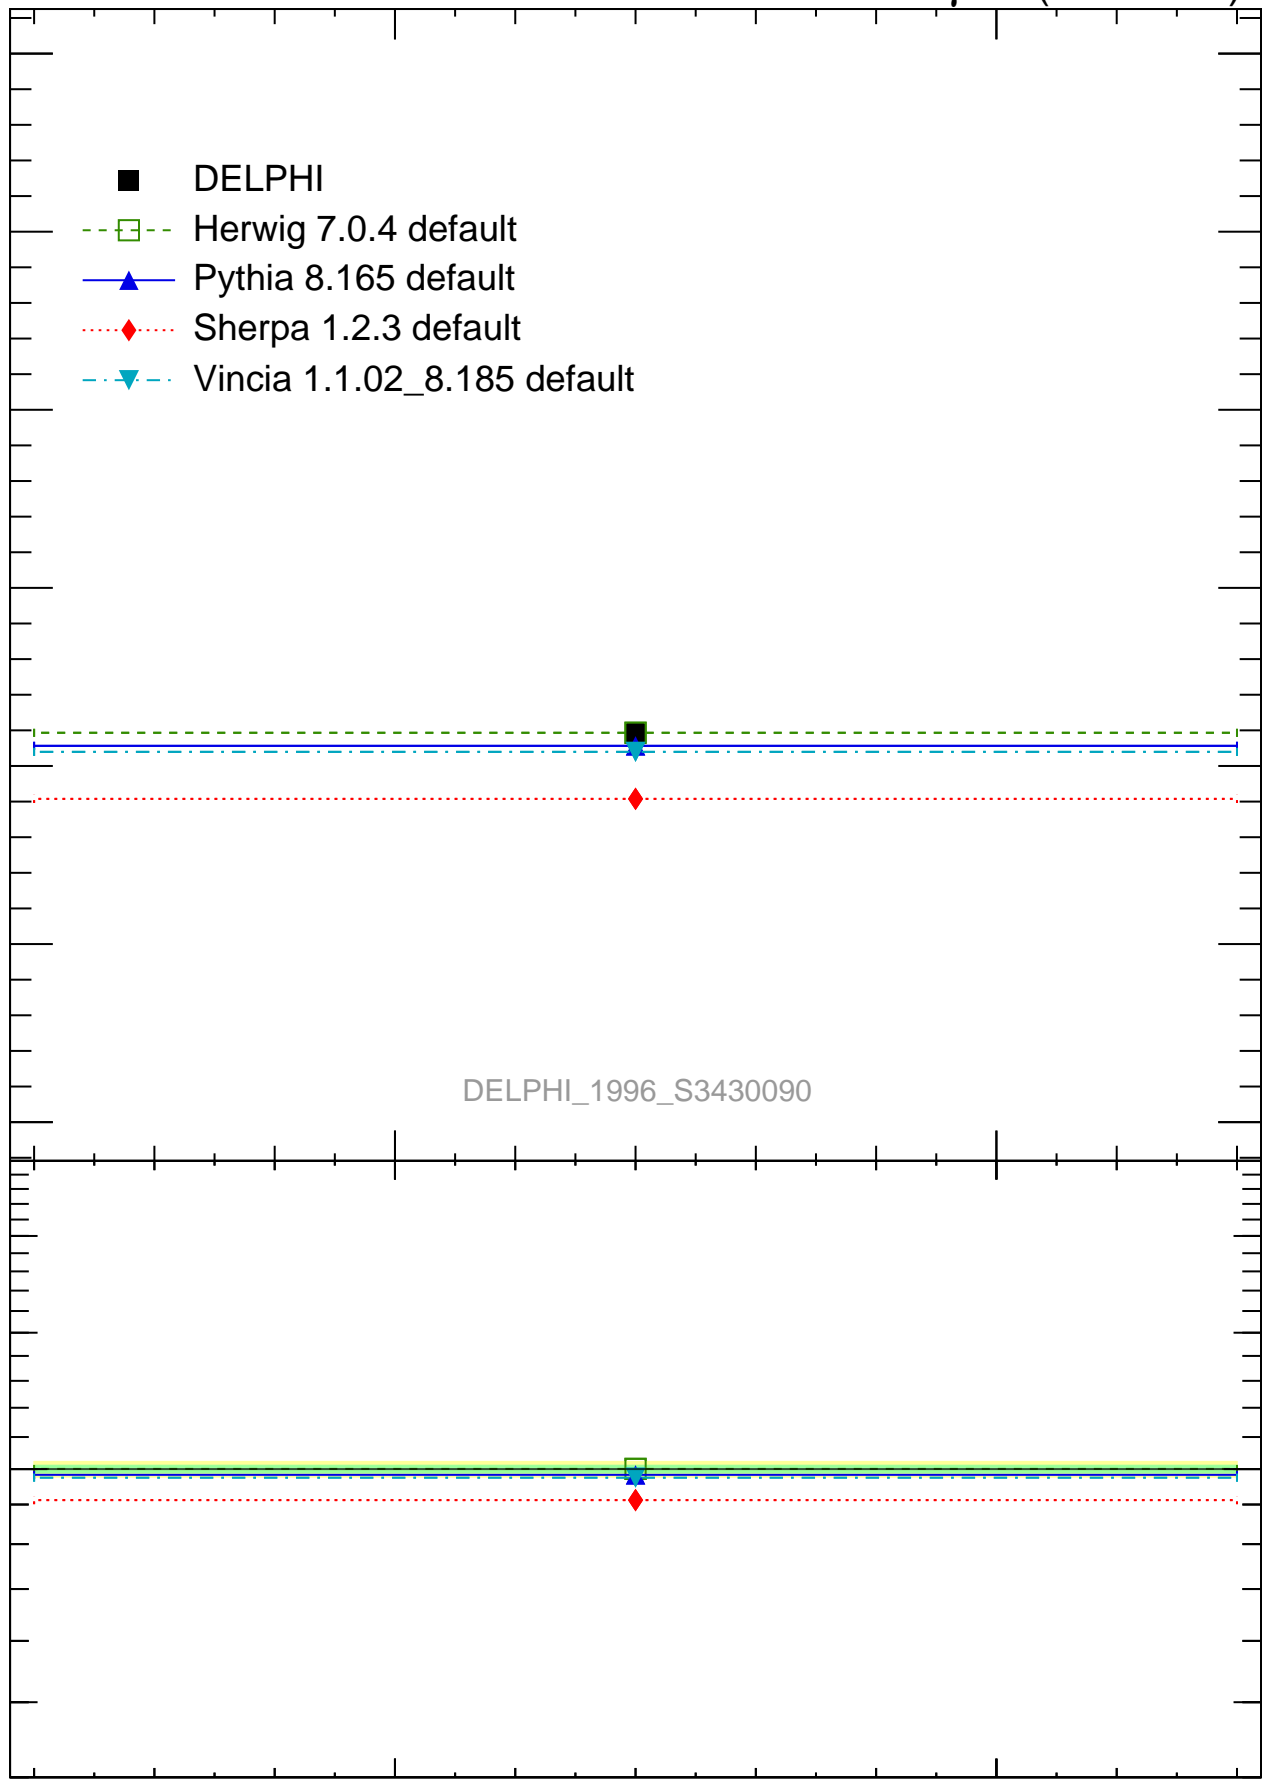 DELPHI
Herwig 7.0.4 default
Pythia 8.165 default
Sherpa 1.2.3 default
Vincia 1.1.02_8.185 default
DELPHI_1996_S3430090